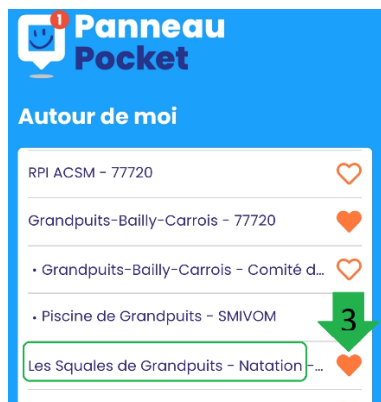 1
Panneau
Pocket
Autour de moi
RPI ACSM - 77720
Grandpuits-Bailly-Carrois - 77720
• Grandpuits-Bailly-Carrois - Comité d...
• Piscine de Grandpuits - SMIVOM
3
Les Squales de Grandpuits - Natation -...